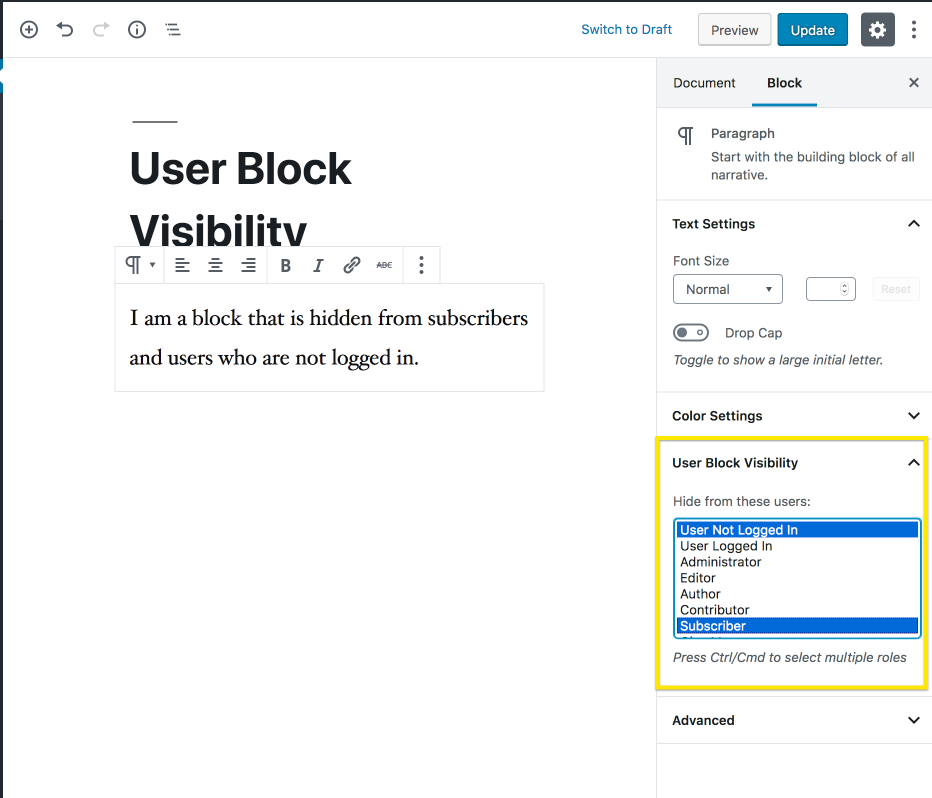 Switch to Draft
Preview
Update
Document
Block
Paragraph
Start with the building block of all
narrative.
User Block
Visibility
B
I
ABC
I am a block that is hidden from subscribers
and users who are not logged in.
Text Settings
Font Size
Normal
Reset
Drop Cap
Toggle to show a large initial letter.
Color Settings
User Block Visibility
Hide from these users:
User Not Logged In
User Logged In
Administrator
Editor
Author
Contributor
Subscriber
Press Ctrl/Cmd to select multiple roles
Advanced